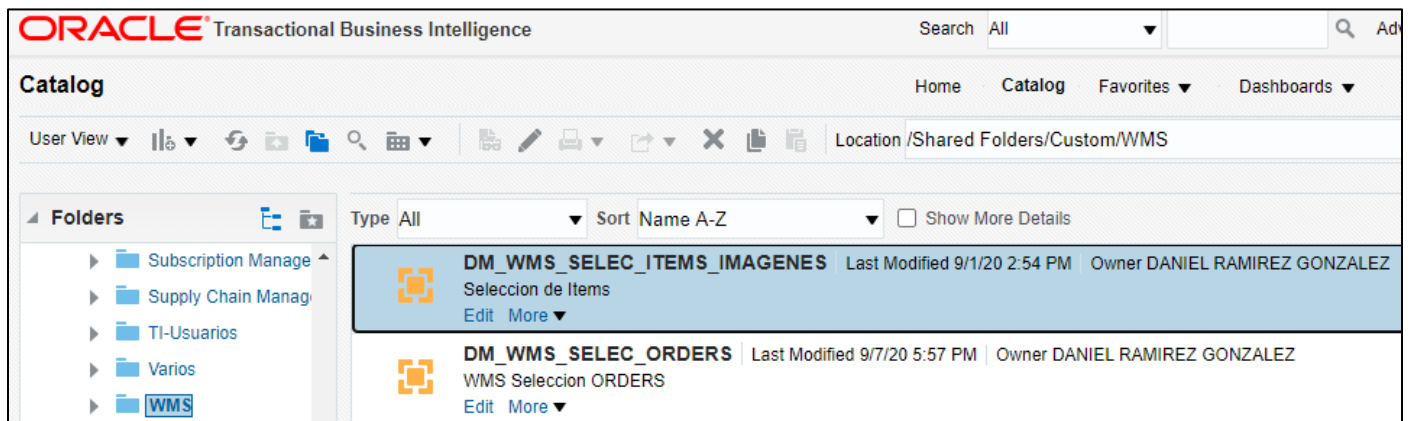 ORACLE Transactional Business Intelligence Search All Adv
Catalog Home Catalog Favorites Dashboards
User View Location /Shared Folders/Custom/WMS
Folders Type All Sort Name A-Z Show More Details
Subscription Manage
Supply Chain Manag
TI-Usuarios
Varios
WMS
DM_WMS_SELEC_ITEMS_IMAGENES Last Modified 9/1/20 2:54 PM Owner DANIEL RAMIREZ GONZALEZ
Seleccion de Items
Edit More
DM_WMS_SELEC_ORDERS Last Modified 9/7/20 5:57 PM Owner DANIEL RAMIREZ GONZALEZ
WMS Seleccion ORDERS
Edit More